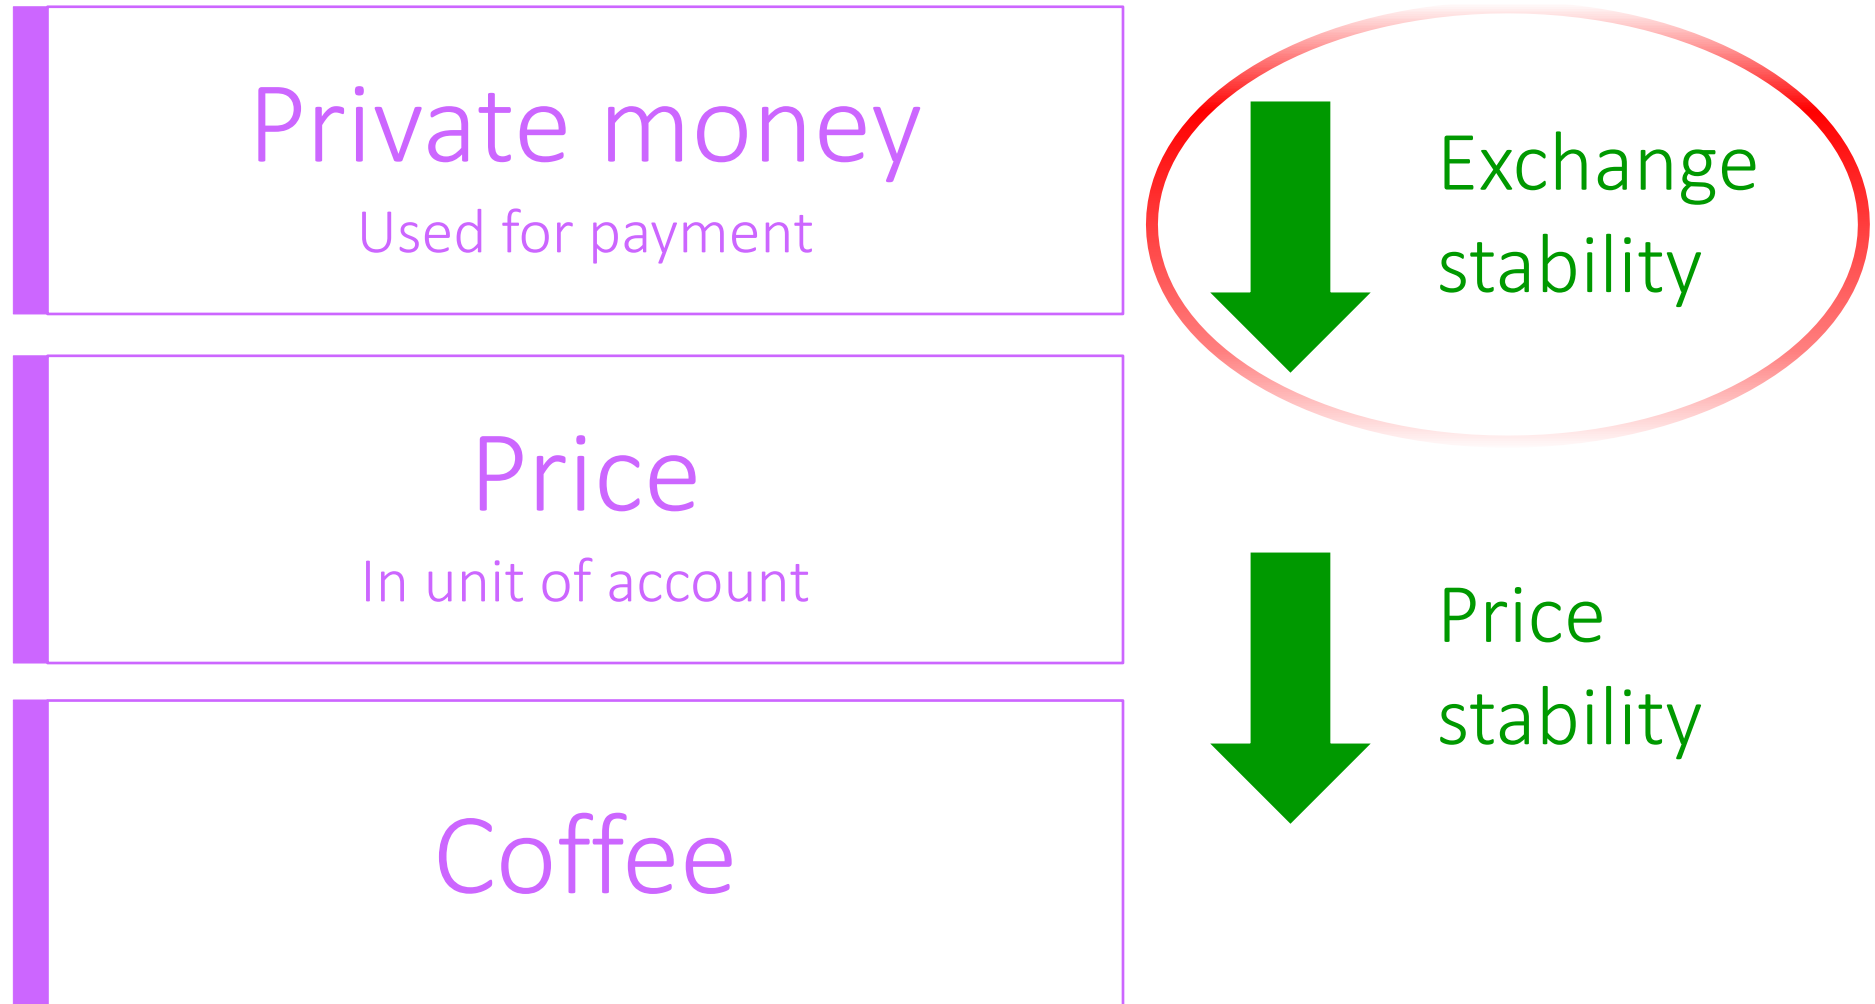 Private money
Used for payment
Exchange
stability
Price
In unit of account
Price
stability
Coffee